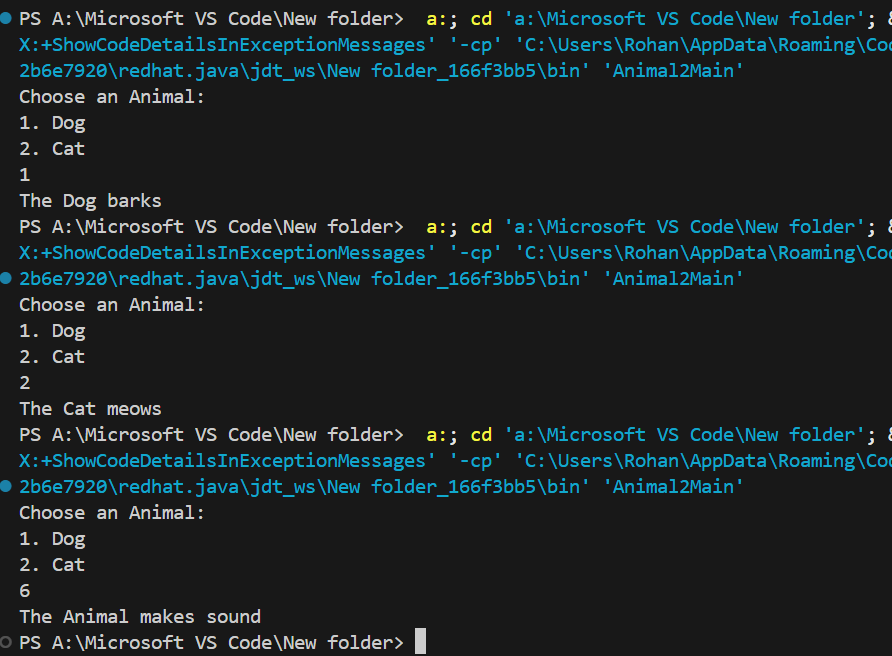 PS A:\Microsoft VS Code\New folder>  a:; cd 'a:\Microsoft VS Code\New folder'; &
X:+ShowCodeDetailsInExceptionMessages' '-cp' 'C:\Users\Rohan\AppData\Roaming\Cod
2b6e7920\redhat.java\jdt_ws\New folder_166f3bb5\bin' 'Animal2Main'
Choose an Animal:
1. Dog
2. Cat
1
The Dog barks
PS A:\Microsoft VS Code\New folder>  a:; cd 'a:\Microsoft VS Code\New folder'; &
X:+ShowCodeDetailsInExceptionMessages' '-cp' 'C:\Users\Rohan\AppData\Roaming\Cod
2b6e7920\redhat.java\jdt_ws\New folder_166f3bb5\bin' 'Animal2Main'
Choose an Animal:
1. Dog
2. Cat
2
The Cat meows
PS A:\Microsoft VS Code\New folder>  a:; cd 'a:\Microsoft VS Code\New folder'; &
X:+ShowCodeDetailsInExceptionMessages' '-cp' 'C:\Users\Rohan\AppData\Roaming\Cod
2b6e7920\redhat.java\jdt_ws\New folder_166f3bb5\bin' 'Animal2Main'
Choose an Animal:
1. Dog
2. Cat
6
The Animal makes sound
PS A:\Microsoft VS Code\New folder>